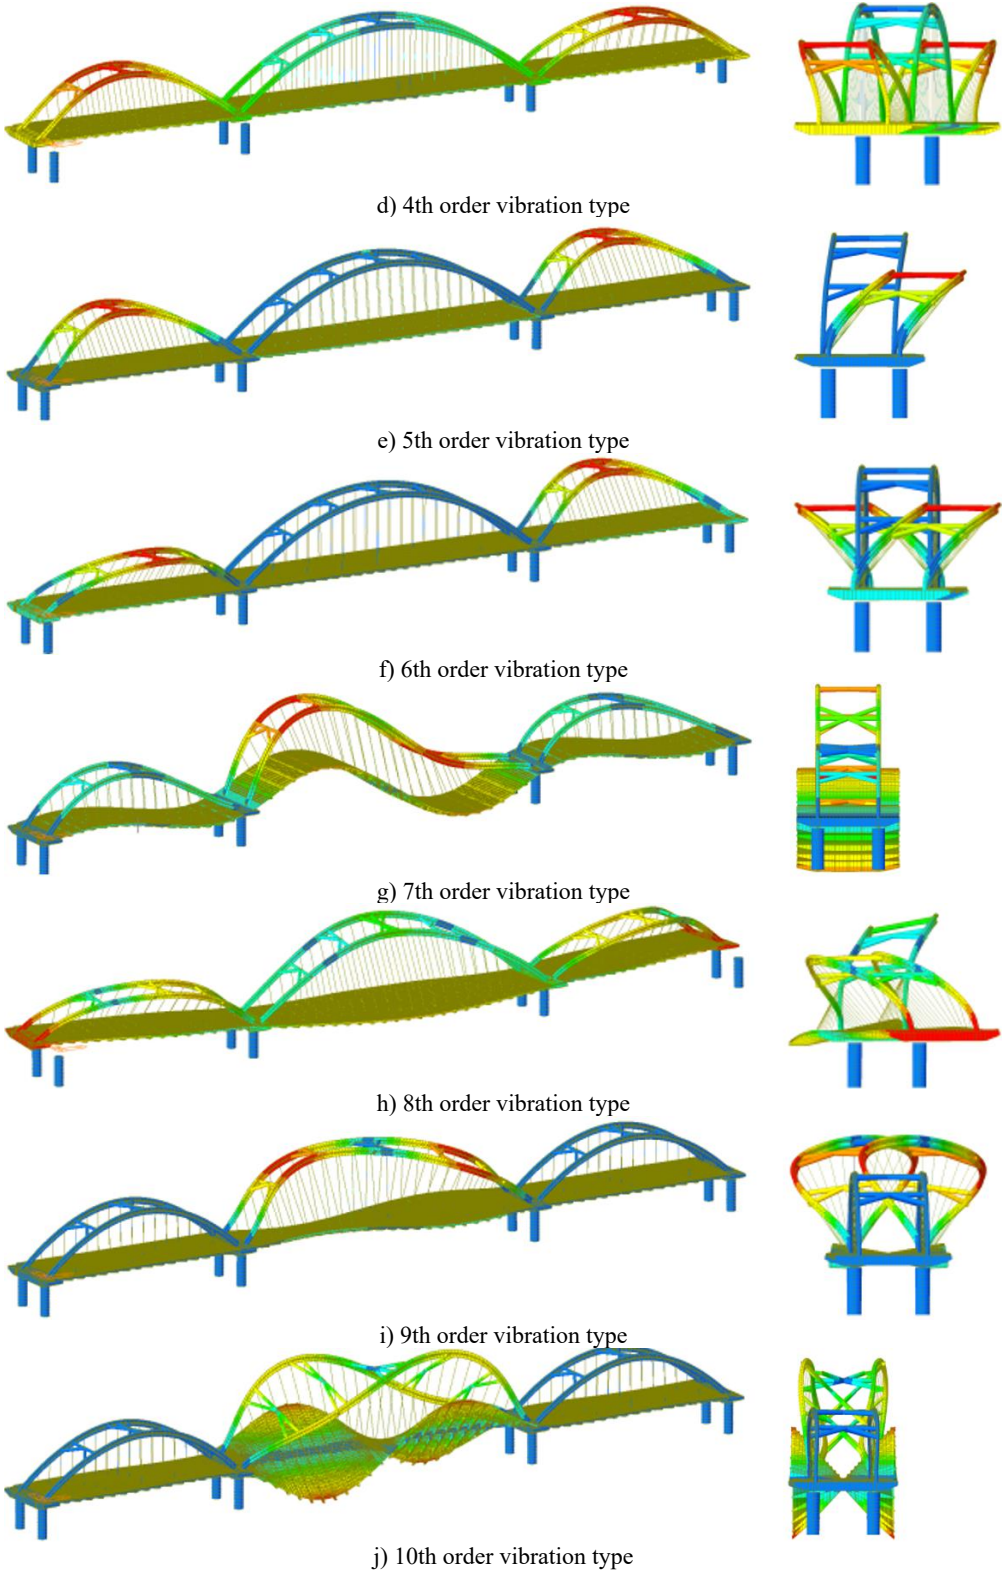 d) 4th order vibration type
e) 5th order vibration type
f) 6th order vibration type
g) 7th order vibration type
h) 8th order vibration type
i) 9th order vibration type
j) 10th order vibration type